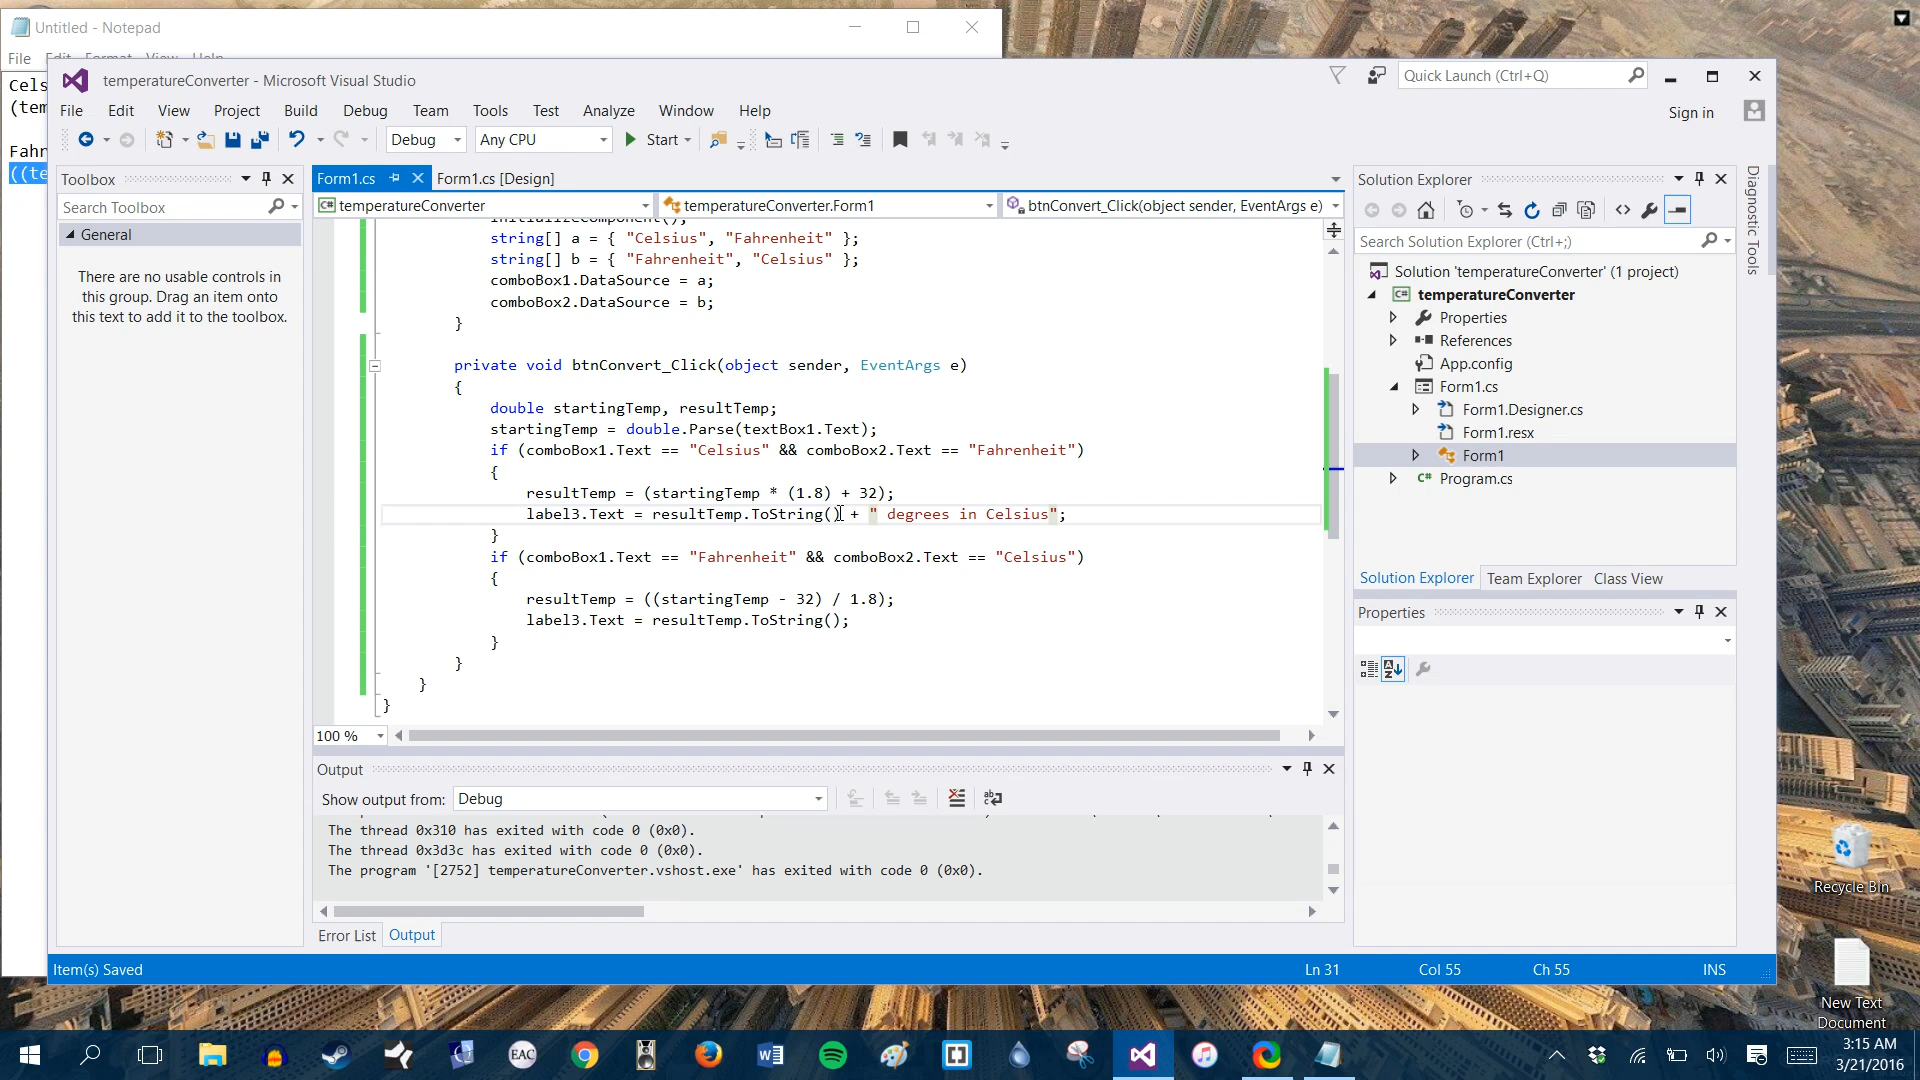 Untitled - Notepad
File Edit Format View Help
Cels
(tem
Fahr
((te
temperatureConverter - Microsoft Visual Studio
Quick Launch (Ctrl+Q)
File Edit View Project Build Debug Team Tools Test Analyze Window Help
Sign in
Debug Any CPU Start
Toolbox
Search Toolbox
General
There are no usable controls in
this group. Drag an item onto
this text to add it to the toolbox.
Form1.cs Form1.cs [Design]
temperatureConverter temperatureConverter.Form1 btnConvert_Click(object sender, EventArgs e)
InitializeComponent();
string[] a = { "Celsius", "Fahrenheit" };
string[] b = { "Fahrenheit", "Celsius" };
comboBox1.DataSource = a;
comboBox2.DataSource = b;
}
private void btnConvert_Click(object sender, EventArgs e)
{
double startingTemp, resultTemp;
startingTemp = double.Parse(textBox1.Text);
if (comboBox1.Text == "Celsius" && comboBox2.Text == "Fahrenheit")
{
resultTemp = (startingTemp * (1.8) + 32);
label3.Text = resultTemp.ToString() + " degrees in Celsius";
}
if (comboBox1.Text == "Fahrenheit" && comboBox2.Text == "Celsius")
{
resultTemp = ((startingTemp - 32) / 1.8);
label3.Text = resultTemp.ToString();
}
}
}
}
100 %
Output
Show output from: Debug
The thread 0x310 has exited with code 0 (0x0).
The thread 0x3d3c has exited with code 0 (0x0).
The program '[2752] temperatureConverter.vshost.exe' has exited with code 0 (0x0).
Error List Output
Solution Explorer
Search Solution Explorer (Ctrl+;)
Solution 'temperatureConverter' (1 project)
C# temperatureConverter
Properties
References
App.config
Form1.cs
Form1.Designer.cs
Form1.resx
Form1
C# Program.cs
Solution Explorer Team Explorer Class View
Properties
Diagnostic Tools
Item(s) Saved Ln 31 Col 55 Ch 55 INS
Recycle Bin
New Text
Document
EAC
3:15 AM
3/21/2016